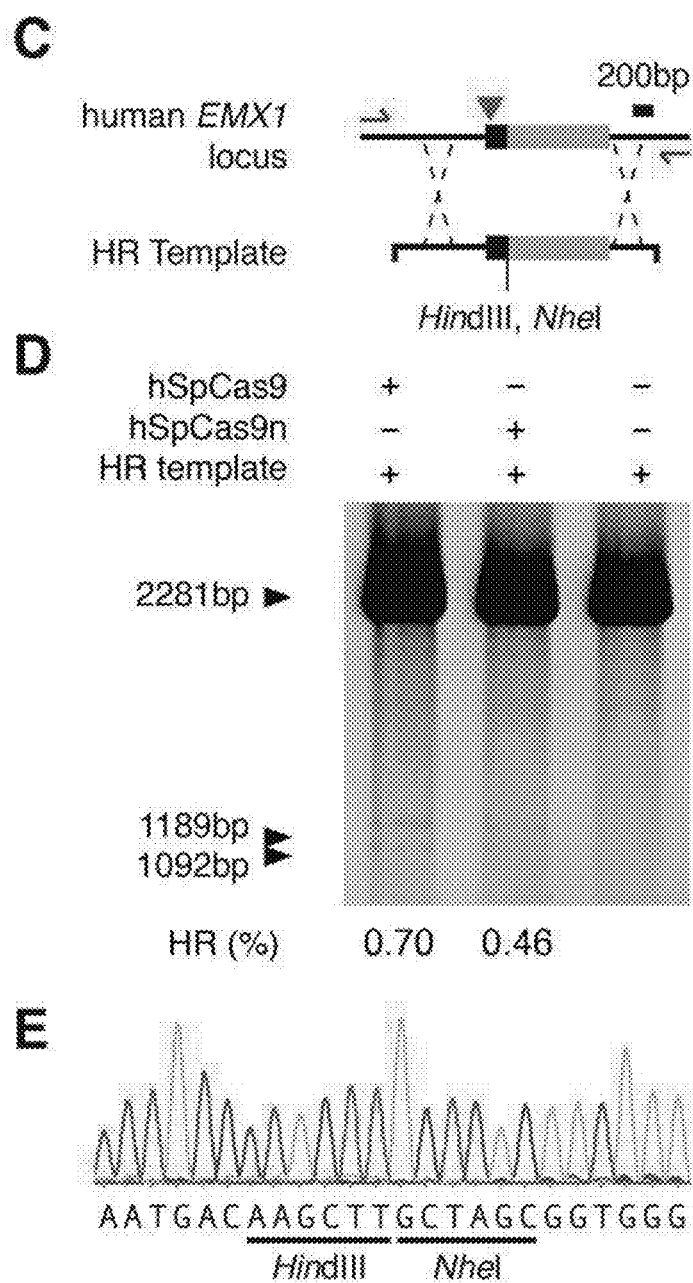 C
200bp
human EMX1
locus
HR Template
HindIII, NheI
D
hSpCas9 + – –
hSpCas9n – + –
HR template + + +
2281bp
1189bp
1092bp
HR (%) 0.70 0.46
E
AATGACAAGCTTGCTAGCGGTGGG
HindIII NheI